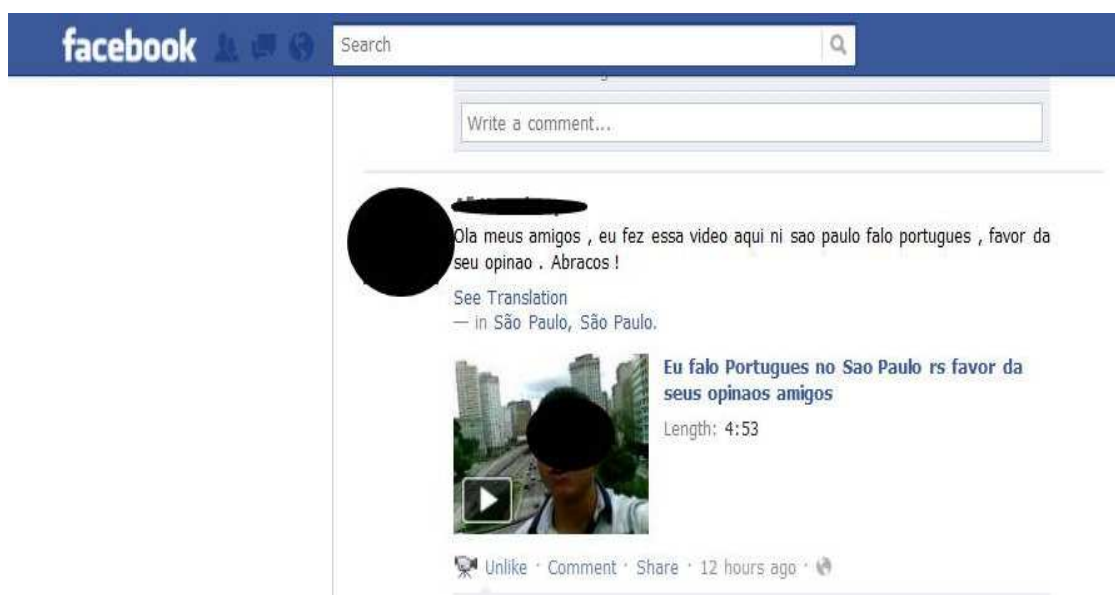 facebook
Search
Write a comment...
Ola meus amigos , eu fez essa video aqui ni sao paulo falo portugues , favor da
seu opinao . Abracos !
See Translation
— in São Paulo, São Paulo.
Eu falo Portugues no Sao Paulo rs favor da
seus opinaos amigos
Length: 4:53
Unlike · Comment · Share · 12 hours ago ·